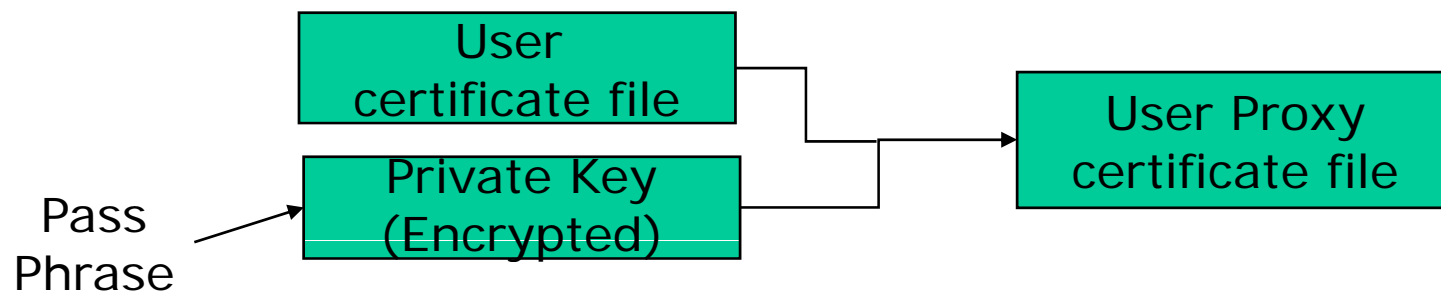 User
certificate file
User Proxy
certificate file
Private Key
(Encrypted)
Pass
Phrase